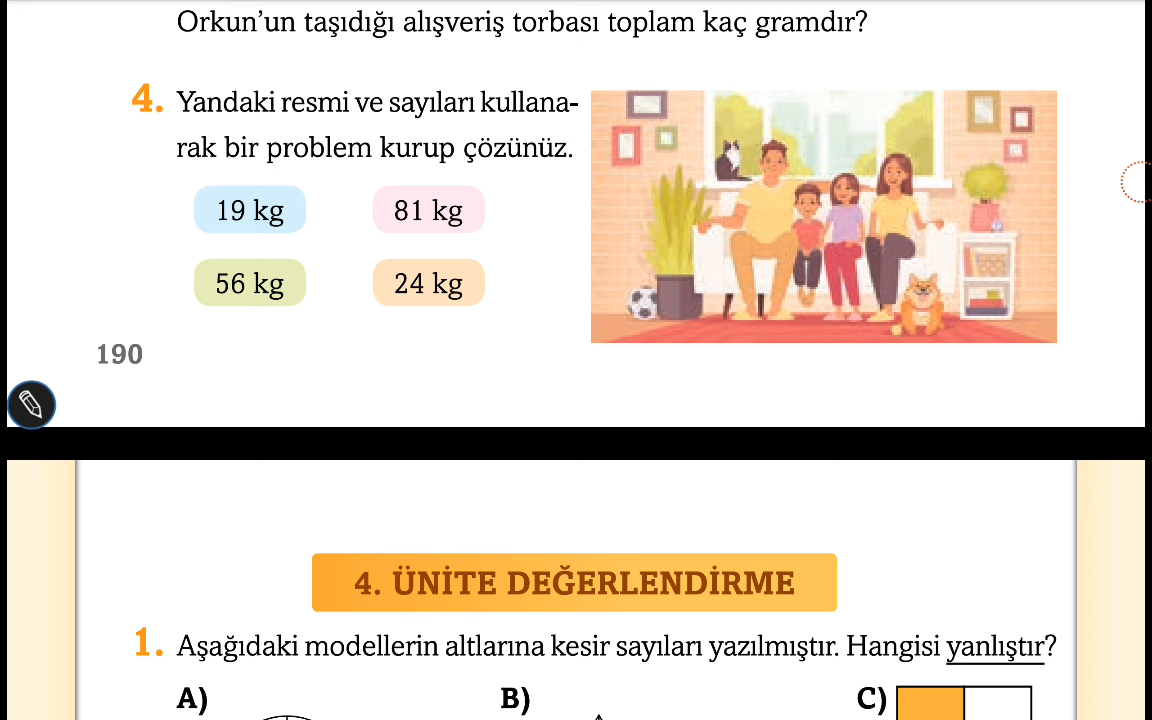 Orkun’un taşıdığı alışveriş torbası toplam kaç gramdır?
4. Yandaki resmi ve sayıları kullana-
rak bir problem kurup çözünüz.
19 kg 81 kg
56 kg 24 kg
190
4. ÜNİTE DEĞERLENDİRME
1. Aşağıdaki modellerin altlarına kesir sayıları yazılmıştır. Hangisi yanlıştır?
A) B) C)